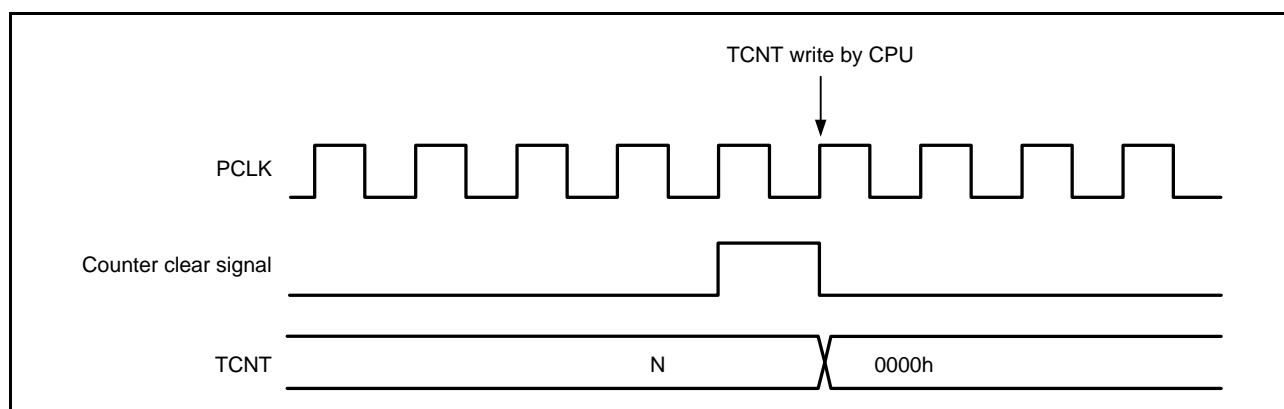 TCNT write by CPU
PCLK
Counter clear signal
TCNT
N
0000h